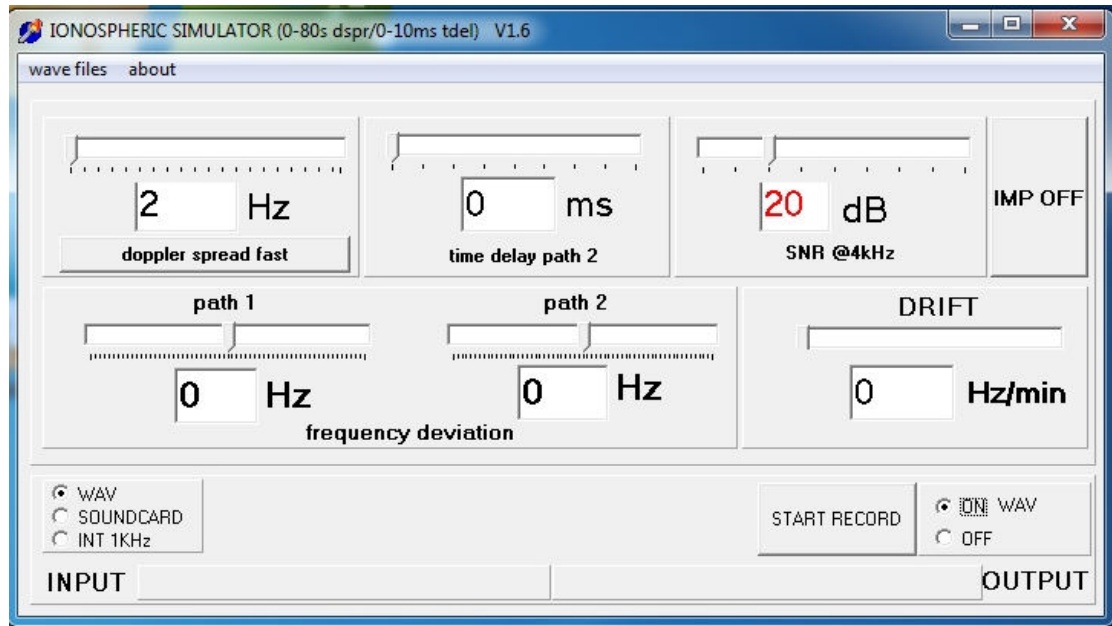 IONOSPHERIC SIMULATOR (0-80s dspr/0-10ms tdel) V1.6
wave files about
2 Hz
doppler spread fast
0 ms
time delay path 2
20 dB
SNR @4kHz
IMP OFF
path 1
0 Hz
path 2
0 Hz
frequency deviation
DRIFT
0 Hz/min
WAV
SOUNDCARD
INT 1KHz
START RECORD
ON WAV
OFF
INPUT
OUTPUT